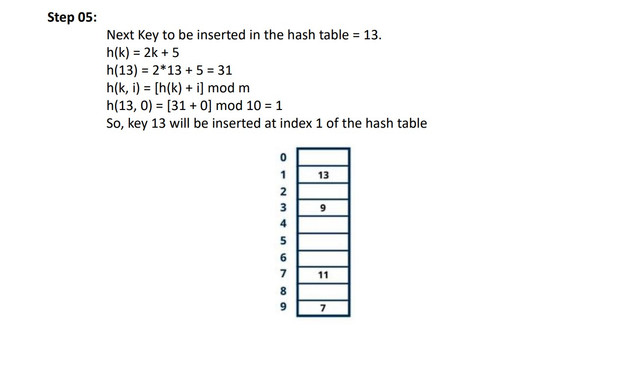 Step 05:
Next Key to be inserted in the hash table = 13.
h(k) = 2k + 5
h(13) = 2*13 + 5 = 31
h(k, i) = [h(k) + i] mod m
h(13, 0) = [31 + 0] mod 10 = 1
So, key 13 will be inserted at index 1 of the hash table
0
1 13
2
3 9
4
5
6
7 11
8
9 7